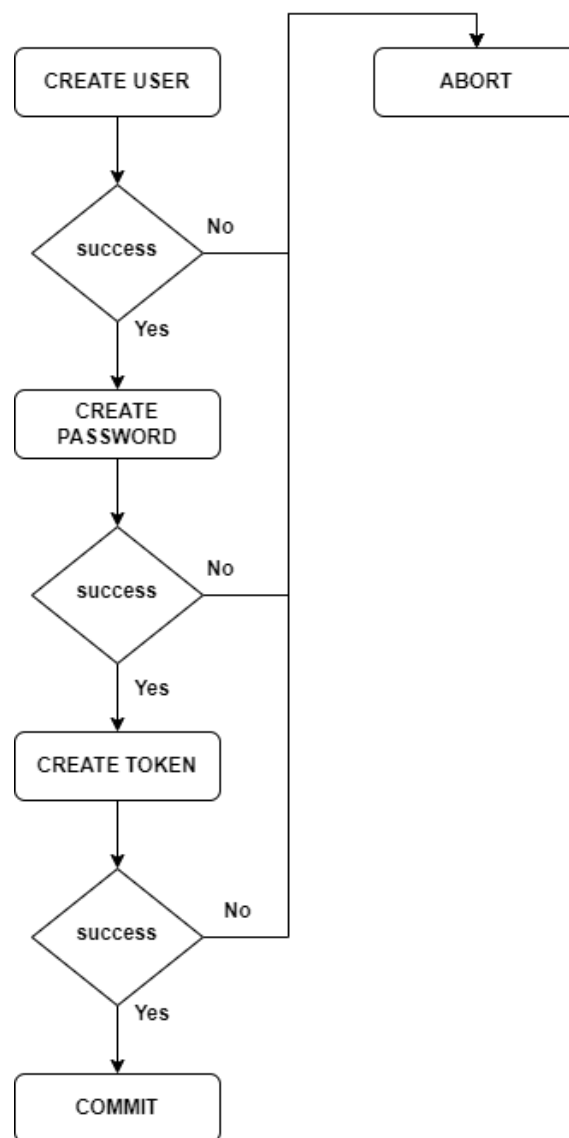 CREATE USER
ABORT
success
No
Yes
CREATE
PASSWORD
success
No
Yes
CREATE TOKEN
success
No
Yes
COMMIT